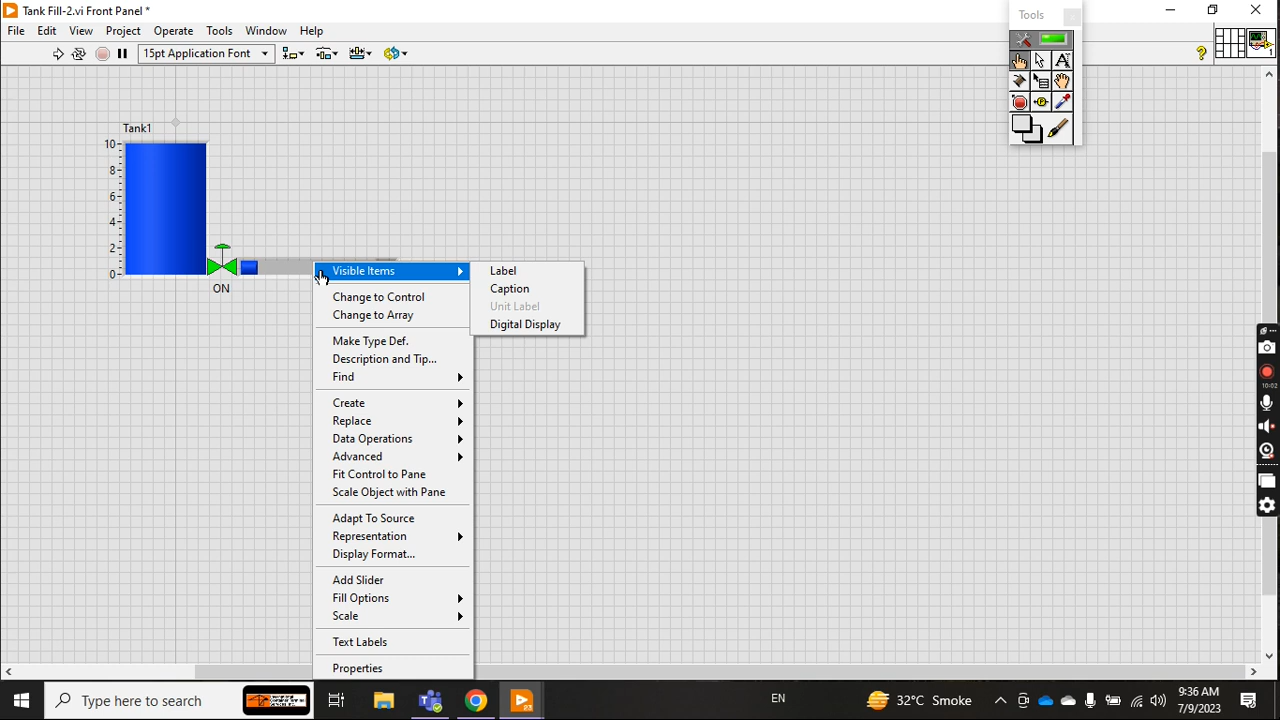 Tank Fill-2.vi Front Panel *
File Edit View Project Operate Tools Window Help
15pt Application Font
Tools
Tank1
10
8
6
4
2
0
ON
Visible Items
Change to Control
Change to Array
Make Type Def.
Description and Tip...
Find
Create
Replace
Data Operations
Advanced
Fit Control to Pane
Scale Object with Pane
Adapt To Source
Representation
Display Format...
Add Slider
Fill Options
Scale
Text Labels
Properties
Label
Caption
Unit Label
Digital Display
10:02
Type here to search
EN
32°C Smoke
3:36 AM
7/9/2023